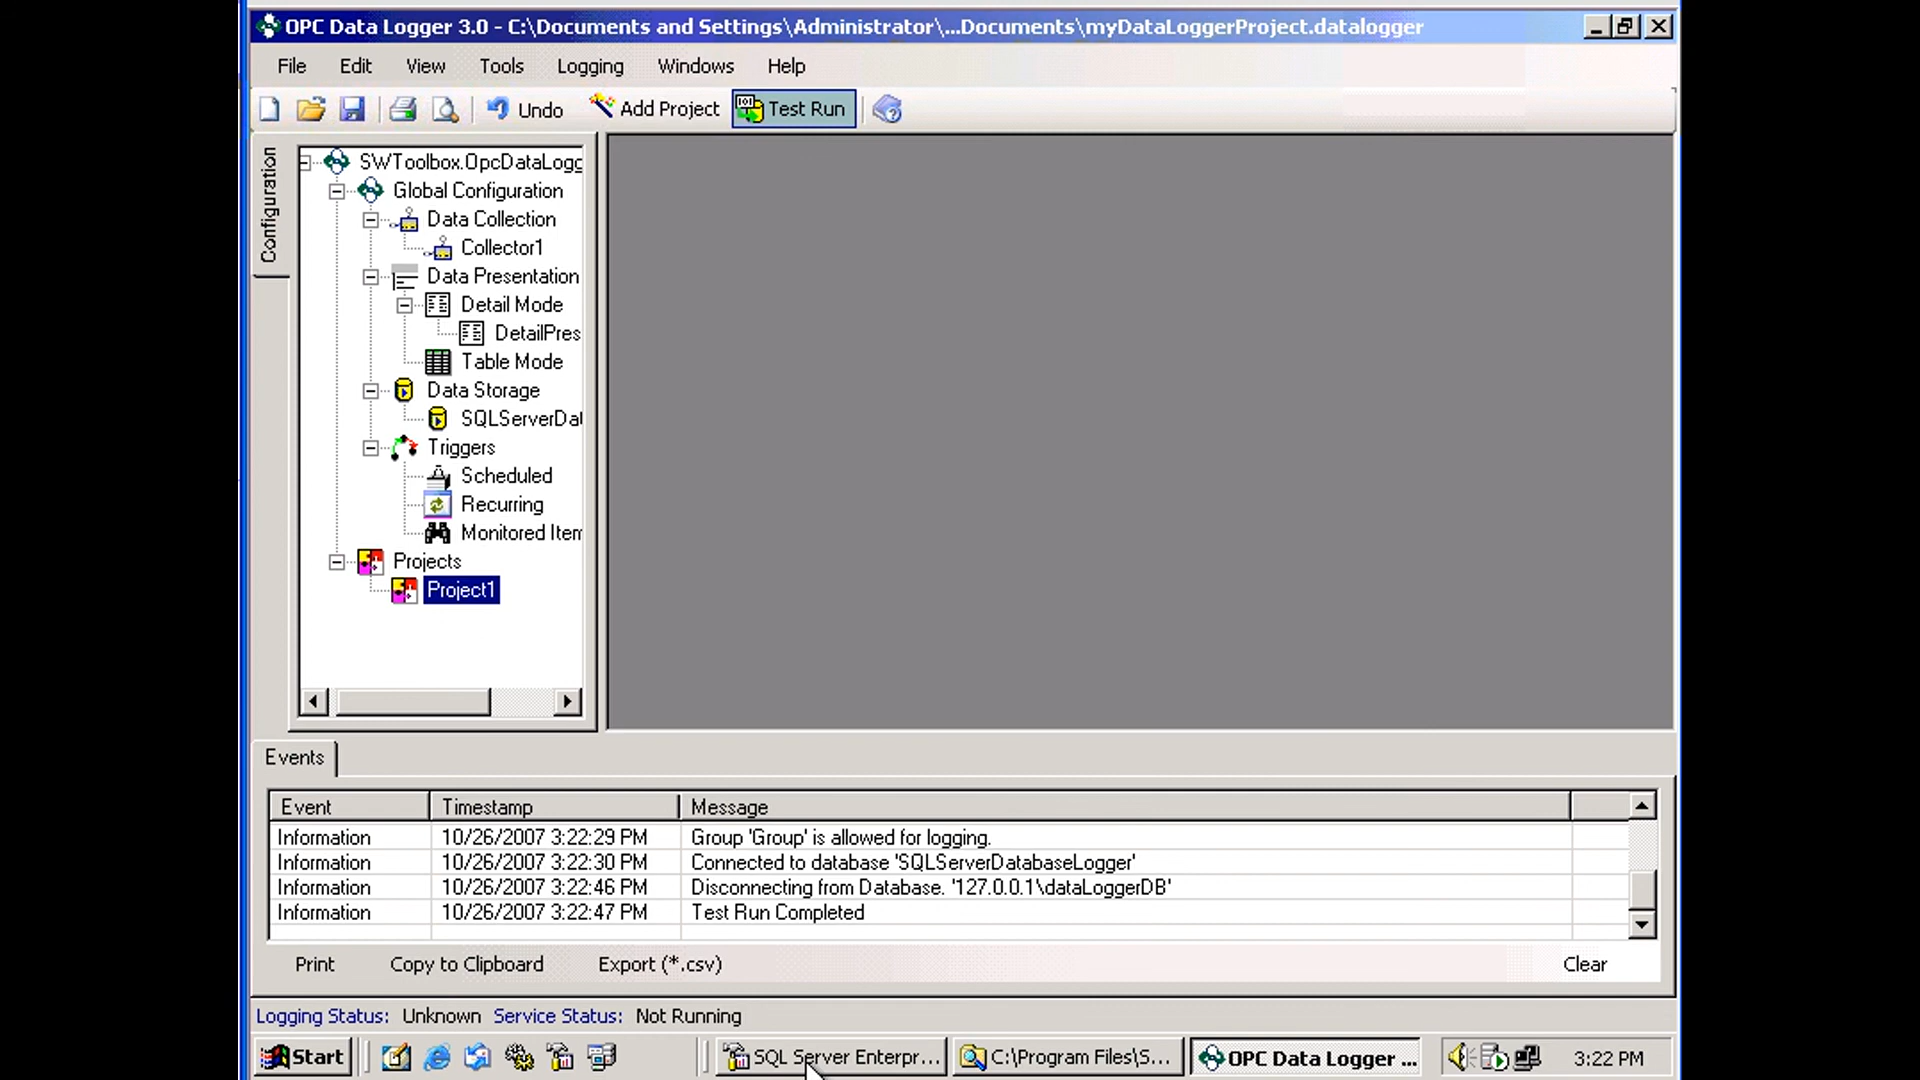 OPC Data Logger 3.0 - C:\Documents and Settings\Administrator\...Documents\myDataLoggerProject.datalogger
File Edit View Tools Logging Windows Help
Undo Add Project Test Run
Configuration
SWToolbox.OpcDataLogg
Global Configuration
Data Collection
Collector1
Data Presentation
Detail Mode
DetailPres
Table Mode
Data Storage
SQLServerDat
Triggers
Scheduled
Recurring
Monitored Item
Projects
Project1
Events
Event Timestamp Message
Information 10/26/2007 3:22:29 PM Group 'Group' is allowed for logging.
Information 10/26/2007 3:22:30 PM Connected to database 'SQLServerDatabaseLogger'
Information 10/26/2007 3:22:46 PM Disconnecting from Database. '127.0.0.1\dataLoggerDB'
Information 10/26/2007 3:22:47 PM Test Run Completed
Print Copy to Clipboard Export (*.csv) Clear
Logging Status: Unknown Service Status: Not Running
Start SQL Server Enterpr... C:\Program Files\S... OPC Data Logger ... 3:22 PM